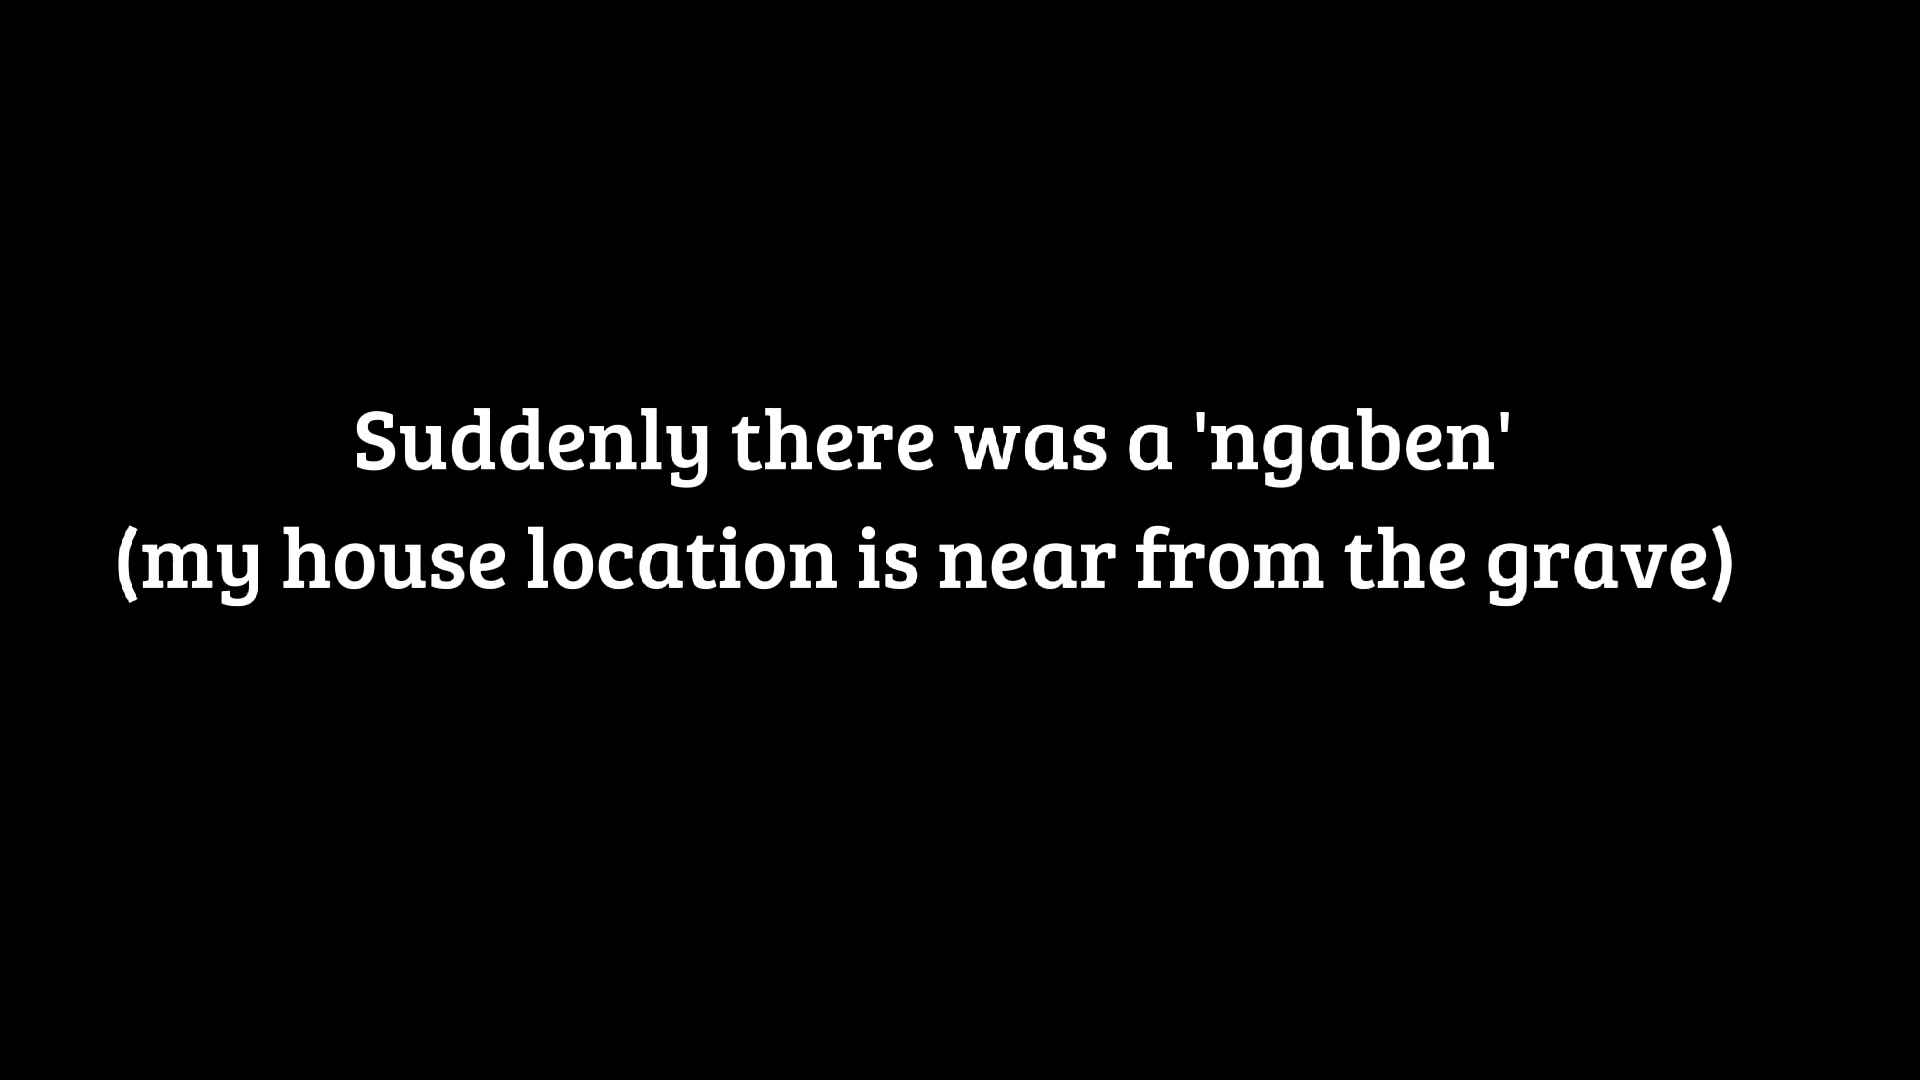 Suddenly there was a 'ngaben'
(my house location is near from the grave)